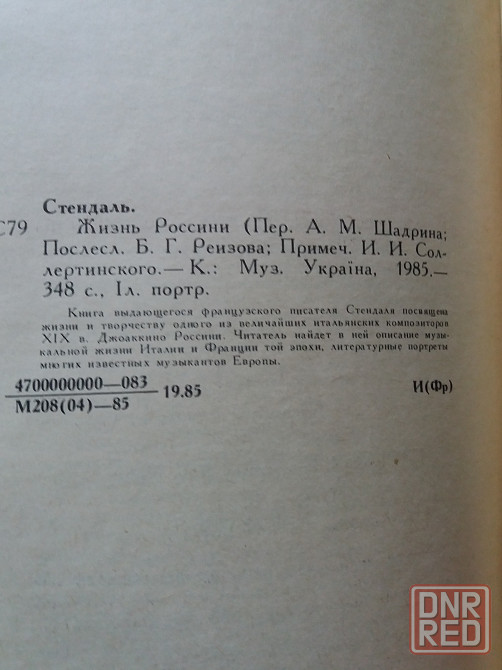 Стендаль.
С79 Жизнь Россини (Пер. А. М. Шадрина;
Послесл. Б. Г. Реизова; Примеч. И. И. Сол-
лертинского.— К.: Муз. Україна, 1985.—
348 с., Іл. портр.
Книга выдающегося французского писателя Стендаля посвящена
жизни и творчеству одного из величайших итальянских композиторов
XIX в. Джоаккино Россини. Читатель найдет в ней описание музы-
кальной жизни Италии и Франции той эпохи, литературные портреты
многих известных музыкантов Европы.
4700000000—083
М208(04)—85
19.85
И(Фр)
DNR
RED